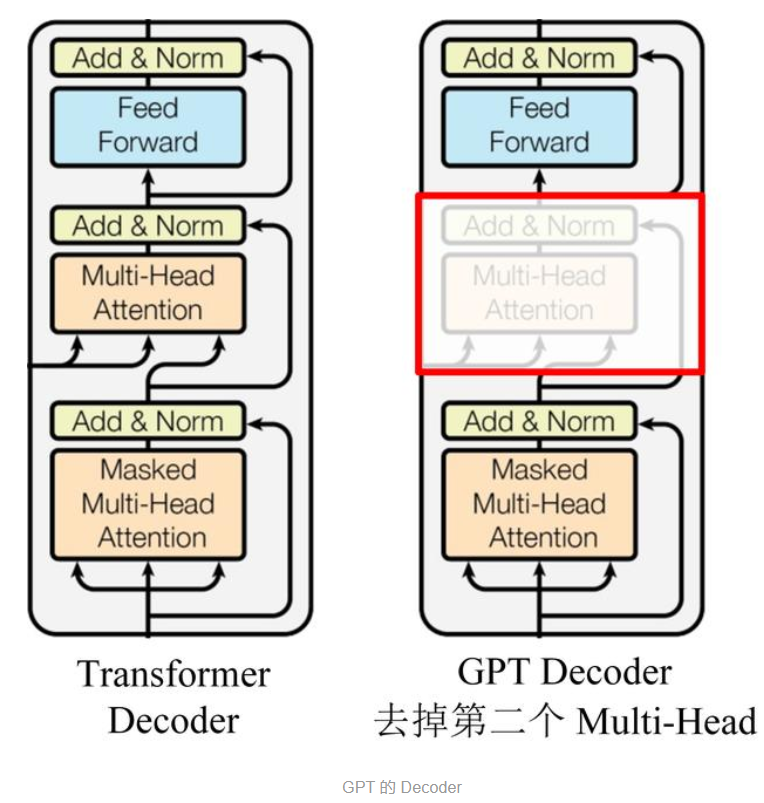 Add & Norm
Feed
Forward
Add & Norm
Multi-Head
Attention
Add & Norm
Masked
Multi-Head
Attention
Transformer
Decoder
Add & Norm
Feed
Forward
Add & Norm
Multi-Head
Attention
Add & Norm
Masked
Multi-Head
Attention
GPT Decoder
去掉第二个 Multi-Head
GPT 的 Decoder